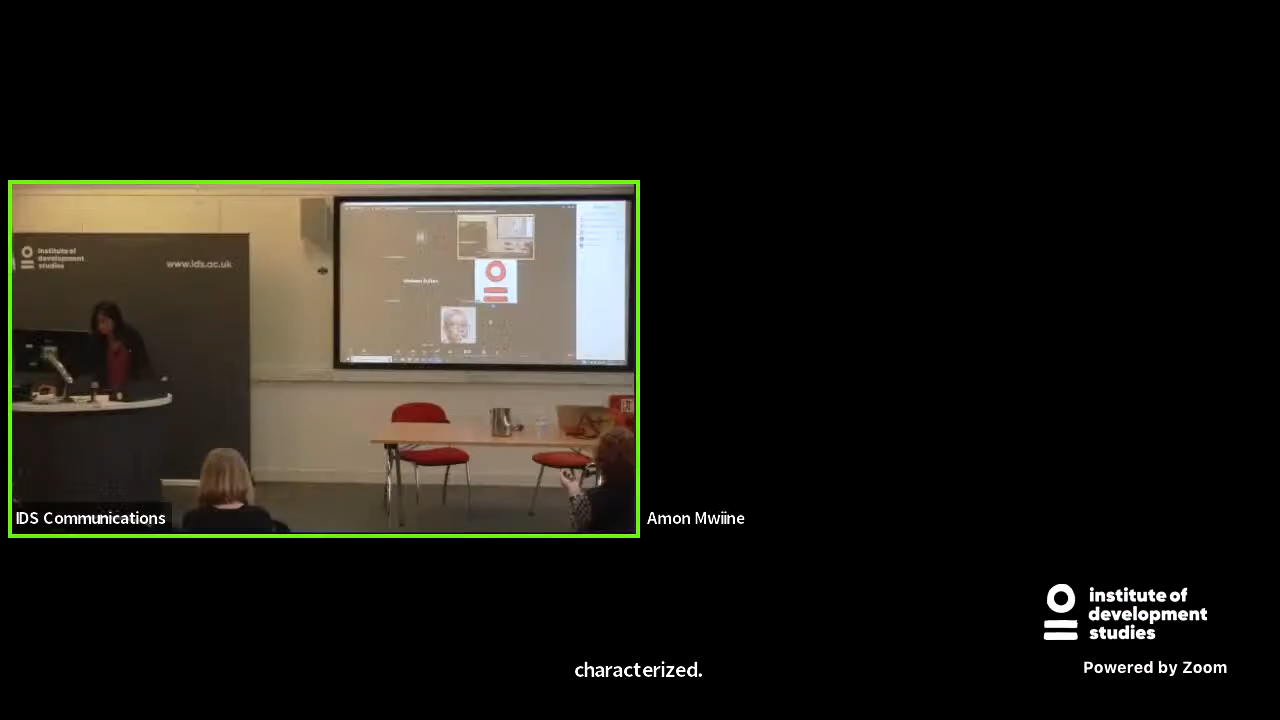 institute of
development
studies
www.ids.ac.uk
IDS Communications
Amon Mwiine
institute of
development
studies
characterized.
Powered by Zoom